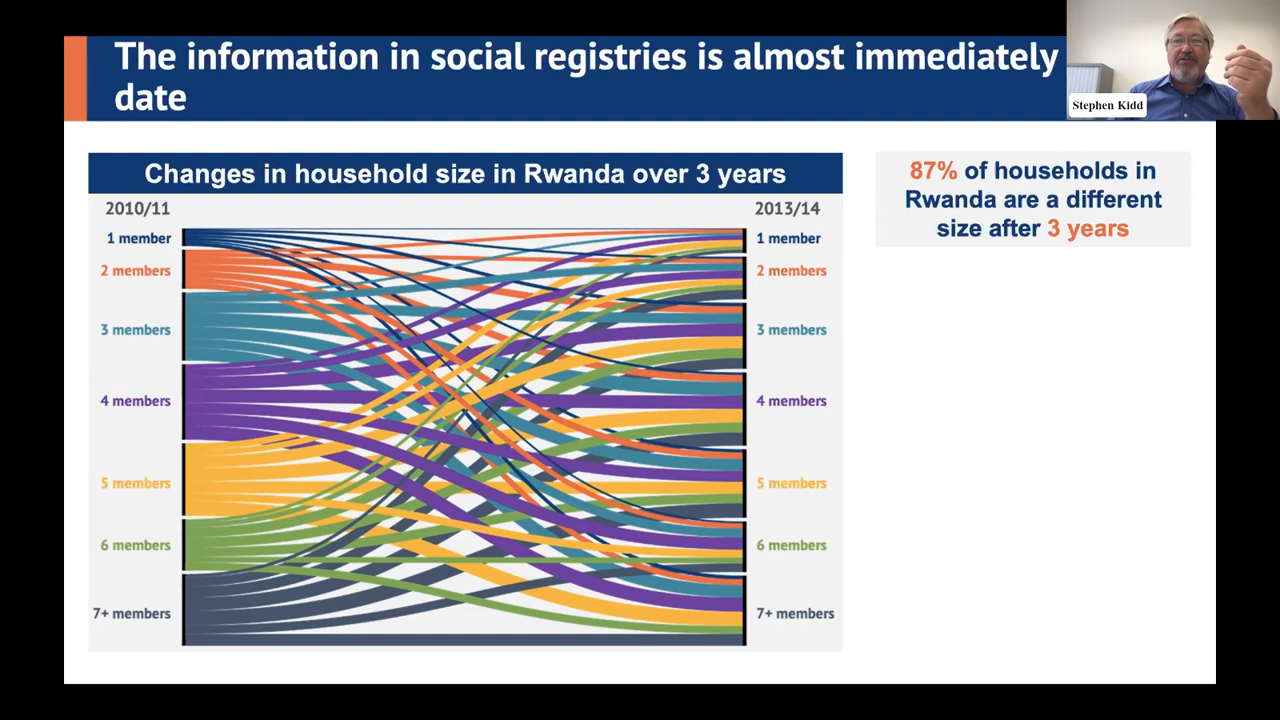 The information in social registries is almost immediately
date
Stephen Kidd
Changes in household size in Rwanda over 3 years
2010/11
2013/14
1 member
2 members
3 members
4 members
5 members
6 members
7+ members
1 member
2 members
3 members
4 members
5 members
6 members
7+ members
87% of households in
Rwanda are a different
size after 3 years